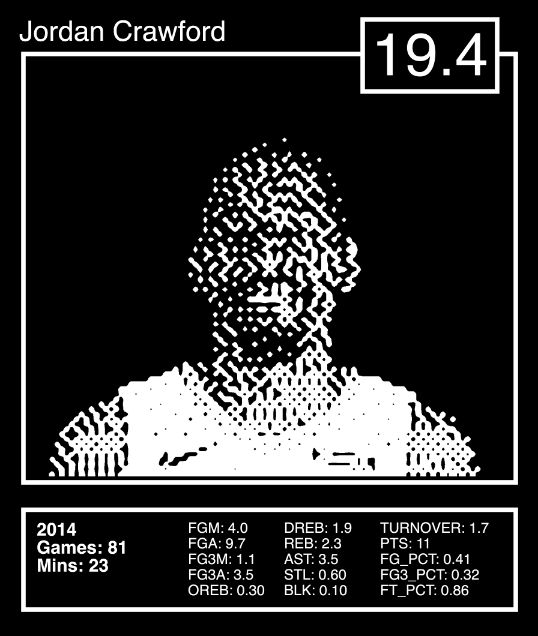 Jordan Crawford
19.4
2014
Games: 81
Mins: 23
FGM: 4.0
FGA: 9.7
FG3M: 1.1
FG3A: 3.5
OREB: 0.30
DREB: 1.9
REB: 2.3
AST: 3.5
STL: 0.60
BLK: 0.10
TURNOVER: 1.7
PTS: 11
FG_PCT: 0.41
FG3_PCT: 0.32
FT_PCT: 0.86